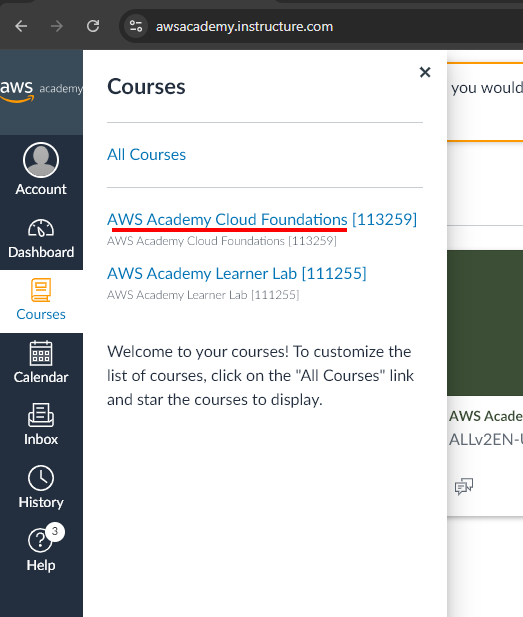 awsacademy.instructure.com
aws academy
Account
Dashboard
Courses
Calendar
Inbox
History
3
Help
Courses
All Courses
AWS Academy Cloud Foundations [113259]
AWS Academy Cloud Foundations [113259]
AWS Academy Learner Lab [111255]
AWS Academy Learner Lab [111255]
Welcome to your courses! To customize the
list of courses, click on the "All Courses" link
and star the courses to display.
you would
AWS Acade
ALLv2EN-